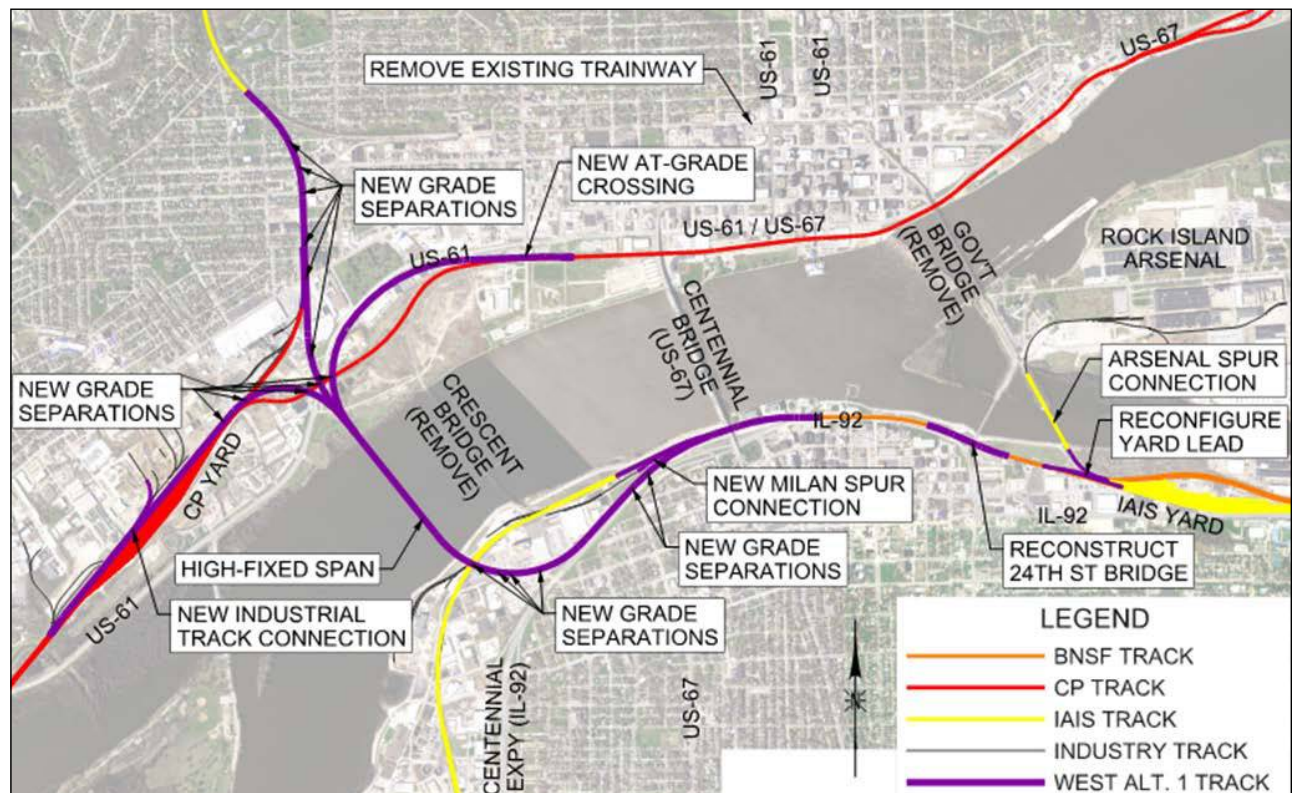 REMOVE EXISTING TRAINWAY
US-61
US-61
US-67
NEW GRADE
SEPARATIONS
NEW AT-GRADE
CROSSING
US-61
US-61 / US-67
GOV'T
BRIDGE
(REMOVE)
ROCK ISLAND
ARSENAL
CENTENNIAL
BRIDGE
(US-67)
CRESCENT
BRIDGE
(REMOVE)
NEW GRADE
SEPARATIONS
CP YARD
ARSENAL SPUR
CONNECTION
RECONFIGURE
YARD LEAD
IL-92
NEW MILAN SPUR
CONNECTION
IL-92
IAIS YARD
HIGH-FIXED SPAN
NEW GRADE
SEPARATIONS
RECONSTRUCT
24TH ST BRIDGE
US-61
NEW INDUSTRIAL
TRACK CONNECTION
NEW GRADE
SEPARATIONS
CENTENNIAL
EXPY (IL-92)
US-67
LEGEND
BNSF TRACK
CP TRACK
IAIS TRACK
INDUSTRY TRACK
WEST ALT. 1 TRACK